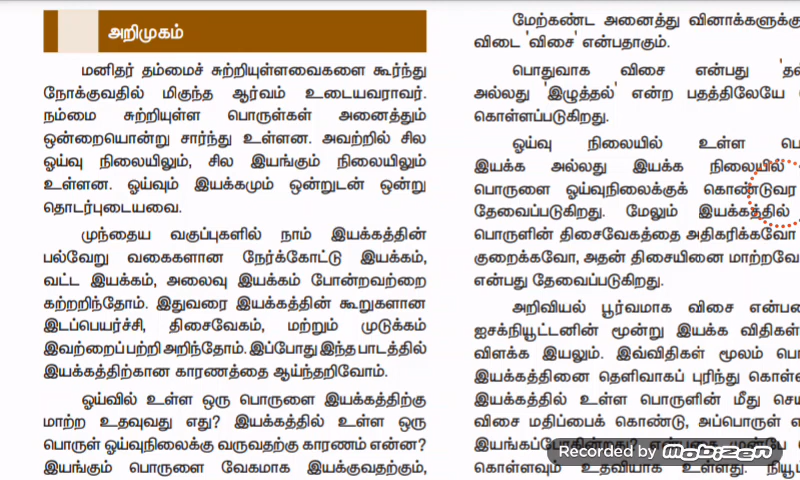 அறிமுகம்
மனிதர் தம்மைச் சுற்றியுள்ளவைகளை கூர்ந்து
நோக்குவதில் மிகுந்த ஆர்வம் உடையவராவர்.
நம்மை சுற்றியுள்ள பொருள்கள் அனைத்தும்
ஒன்றையொன்று சார்ந்து உள்ளன. அவற்றில் சில
ஓய்வு நிலையிலும், சில இயங்கும் நிலையிலும்
உள்ளன. ஓய்வும் இயக்கமும் ஒன்றுடன் ஒன்று
தொடர்புடையவை.
முந்தைய வகுப்புகளில் நாம் இயக்கத்தின்
பல்வேறு வகைகளான நேர்க்கோட்டு இயக்கம்,
வட்ட இயக்கம், அலைவு இயக்கம் போன்றவற்றை
கற்றறிந்தோம். இதுவரை இயக்கத்தின் கூறுகளான
இடப்பெயர்ச்சி, திசைவேகம், மற்றும் முடுக்கம்
இவற்றைப்பற்றி அறிந்தோம். இப்போது இந்த பாடத்தில்
இயக்கத்திற்கான காரணத்தை ஆய்ந்தறிவோம்.
ஓய்வில் உள்ள ஒரு பொருளை இயக்கத்திற்கு
மாற்ற உதவுவது எது? இயக்கத்தில் உள்ள ஒரு
பொருள் ஓய்வுநிலைக்கு வருவதற்கு காரணம் என்ன?
இயங்கும் பொருளை வேகமாக இயக்குவதற்கும்,
மேற்கண்ட அனைத்து வினாக்களுக்கு
விடை 'விசை' என்பதாகும்.
பொதுவாக விசை என்பது
அல்லது 'இழுத்தல்' என்ற பதத்திலேயே
கொள்ளப்படுகிறது.
ஓய்வு நிலையில் உள்ள
இயக்க அல்லது இயக்க நிலையில்
பொருளை ஓய்வுநிலைக்குக் கொண்டுவர
தேவைப்படுகிறது. மேலும் இயக்கத்தில்
பொருளின் திசைவேகத்தை அதிகரிக்கவோ
குறைக்கவோ, அதன் திசையினை
என்பது தேவைப்படுகிறது.
அறிவியல் பூர்வமாக விசை
ஐசக்நியூட்டனின் மூன்று இயக்க
விளக்க இயலும். இவ்விதிகள் மூலம்
இயக்கத்தினை தெளிவாகப் புரிந்து
இயக்கத்தில் உள்ள பொருளின் மீது
விசை மதிப்பைக் கொண்டு, அப்பொருள்
இயங்கப்போகின்றது? என்பதை முன்பே
கொள்ளவும் உதவியாக உள்ளது.
Recorded by mobizen